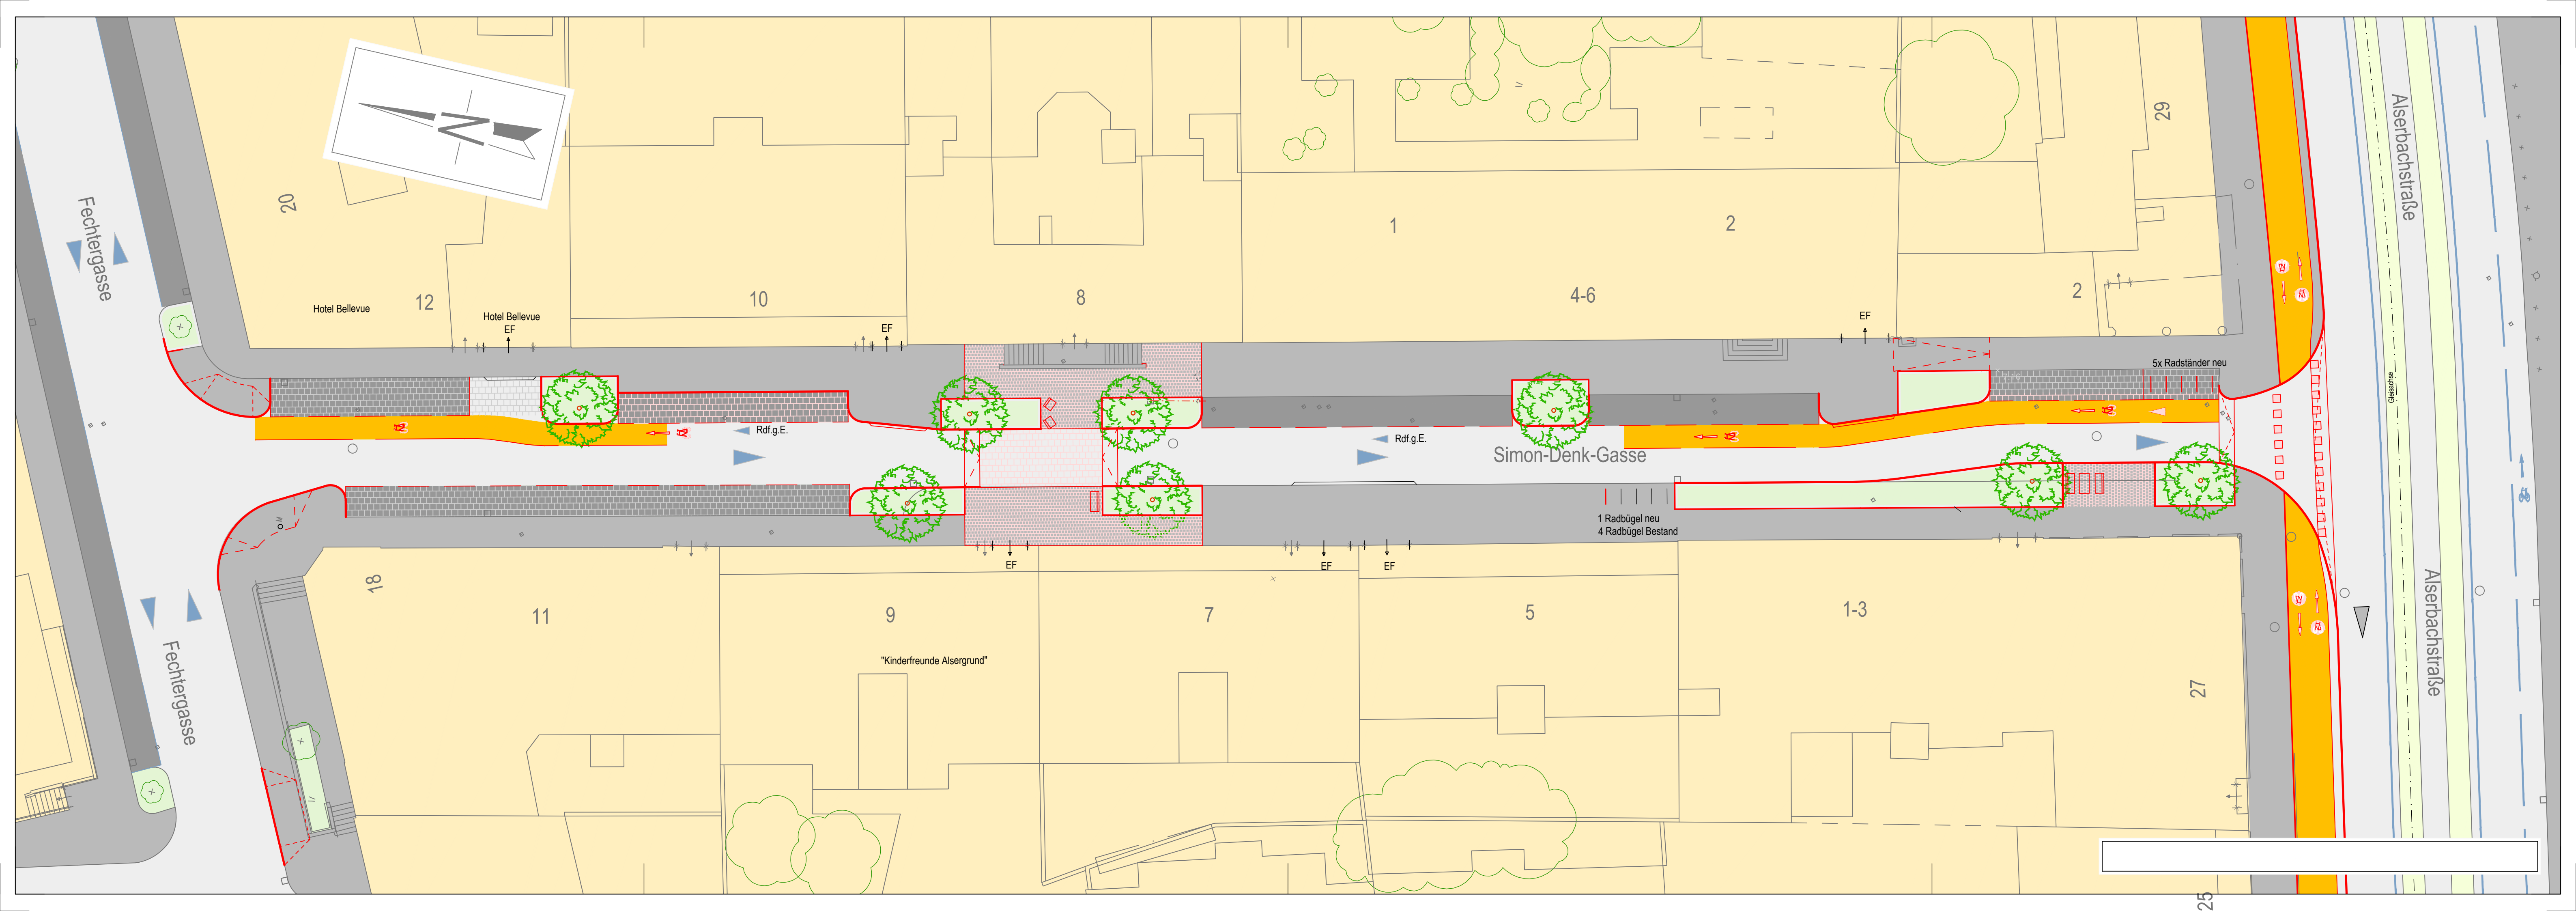 N
Fechtergasse
20
Hotel Bellevue
12
Hotel Bellevue
EF
10
EF
8
1
4-6
2
EF
2
29
Alserbachstraße
5x Radständer neu
Gleisachse
Rdf.g.E.
Rdf.g.E.
Simon-Denk-Gasse
1 Radbügel neu
4 Radbügel Bestand
EF
EF
EF
Fechtergasse
18
11
9
"Kinderfreunde Alsergrund"
7
5
1-3
27
Alserbachstraße
25